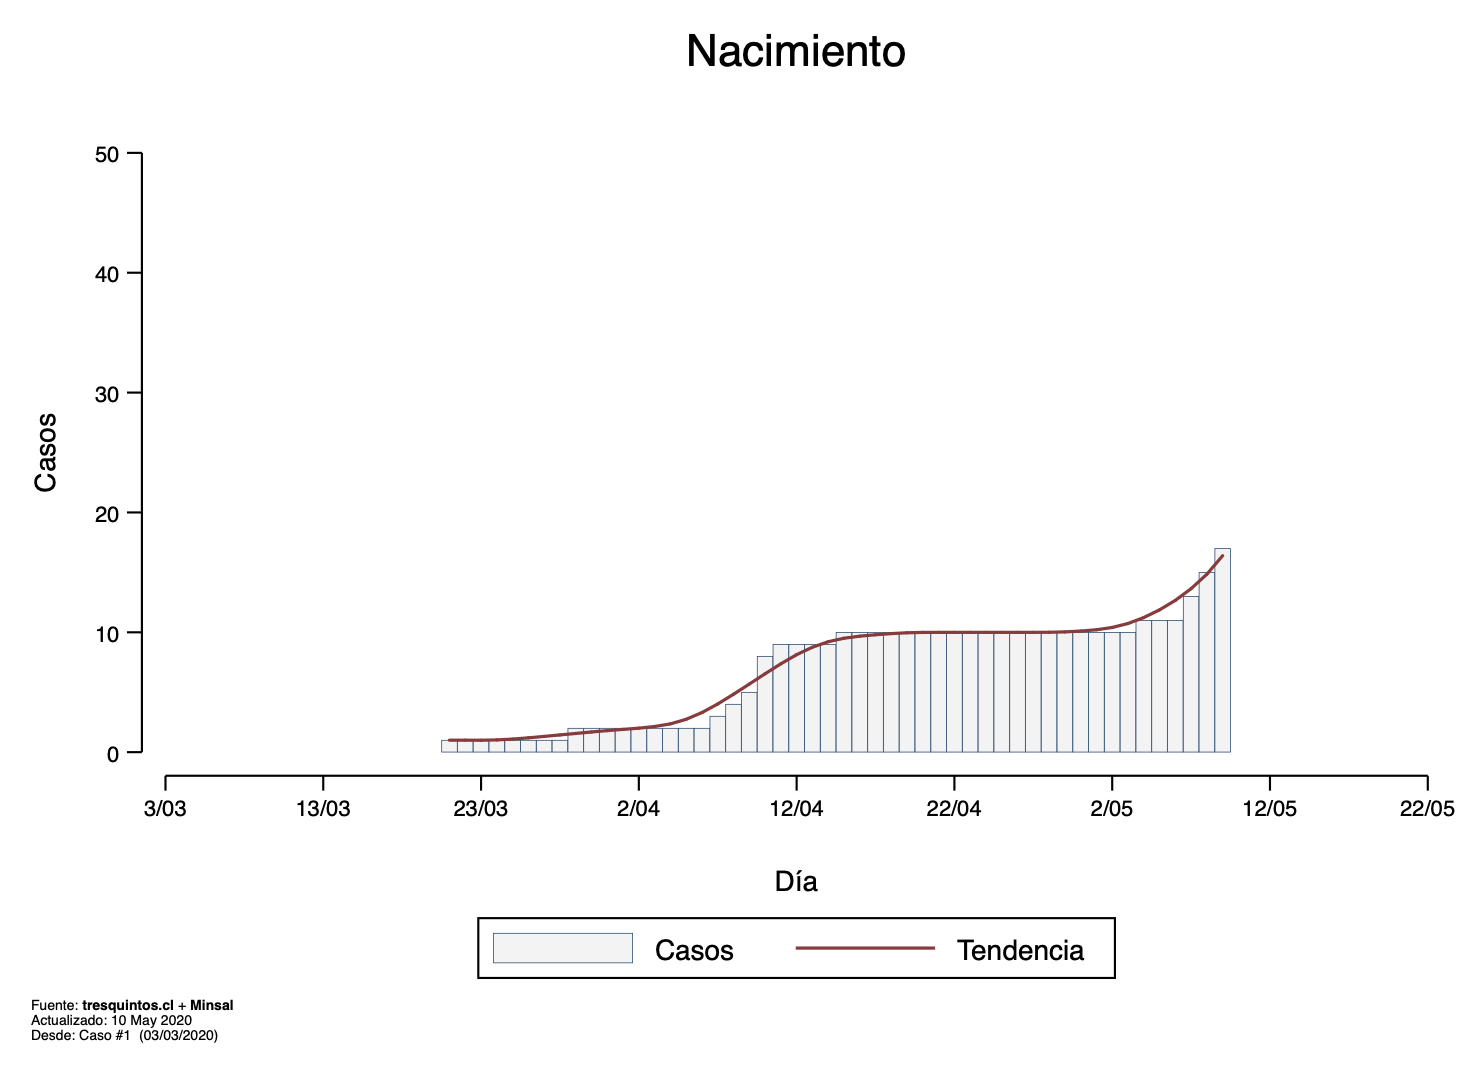 Nacimiento
50
40
30
20
10
0
Casos
3/03 13/03 23/03 2/04 12/04 22/04 2/05 12/05 22/05
Día
Casos Tendencia
Fuente: tresquintos.cl + Minsal
Actualizado: 10 May 2020
Desde: Caso #1 (03/03/2020)